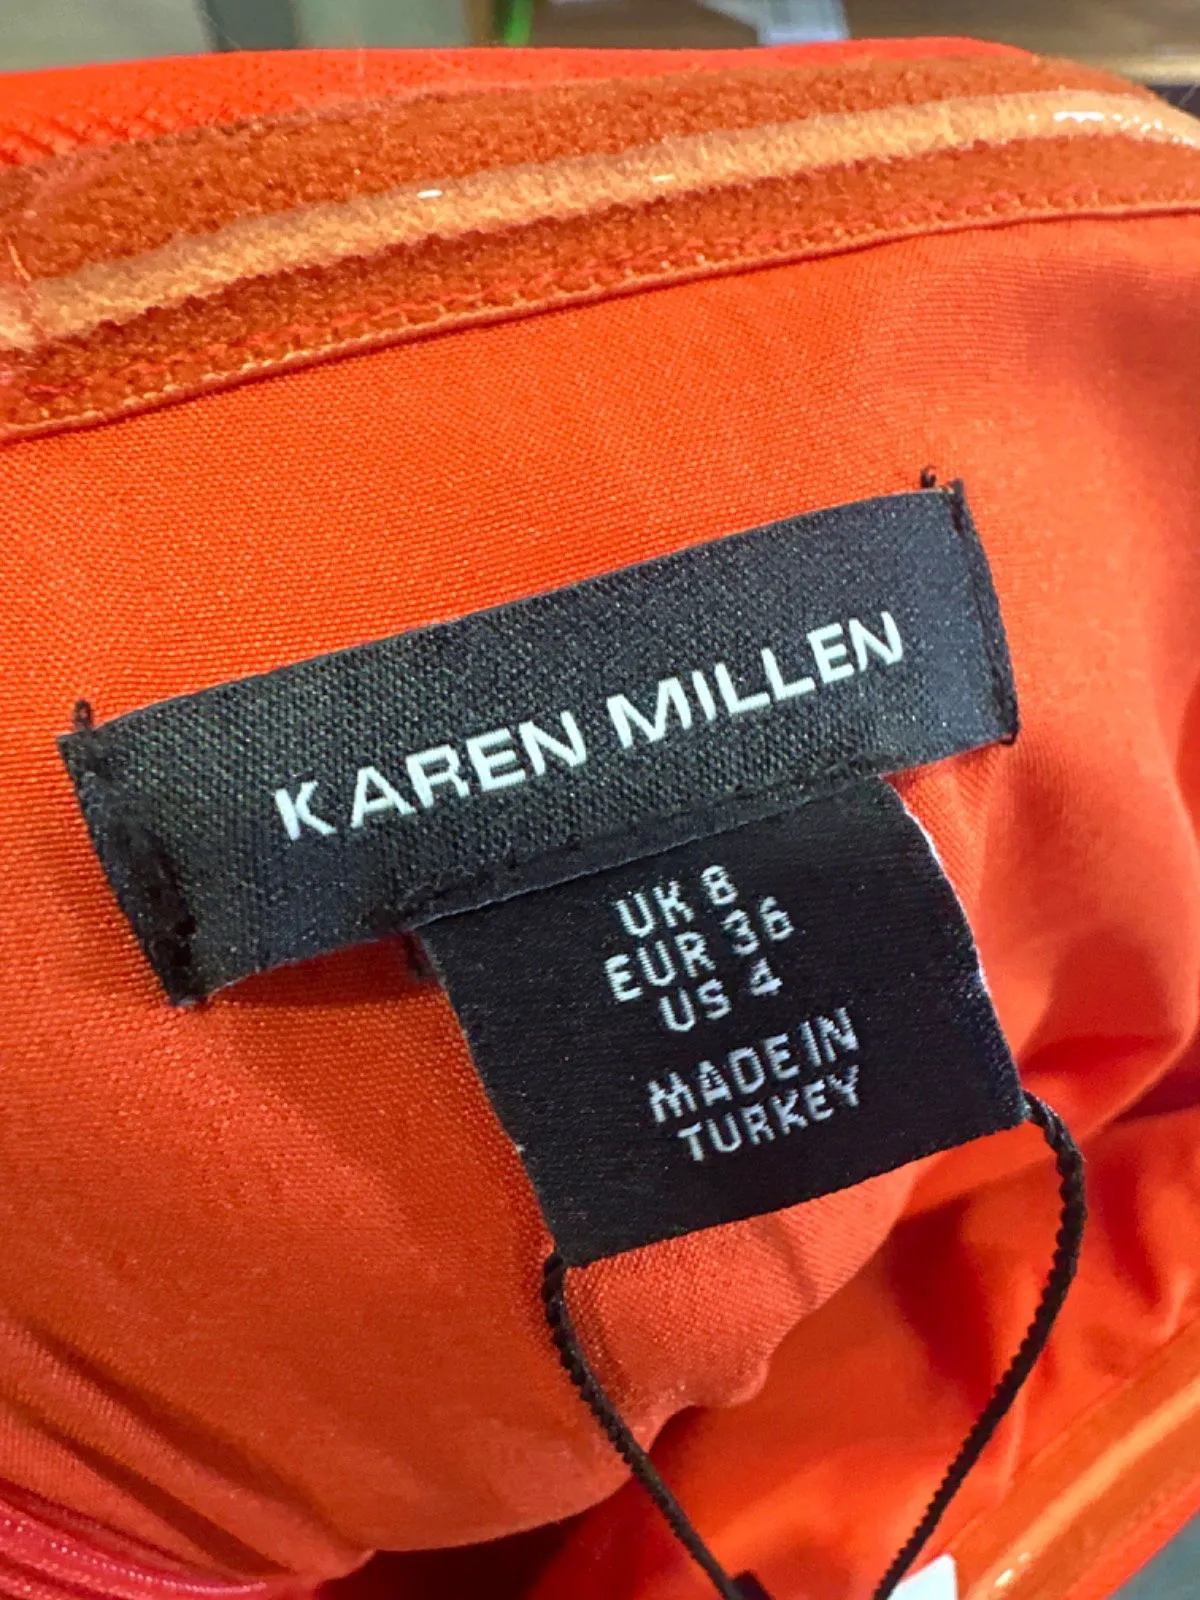 KAREN MILLEN
UK 8
EUR 36
US 4
MADE IN
TURKEY